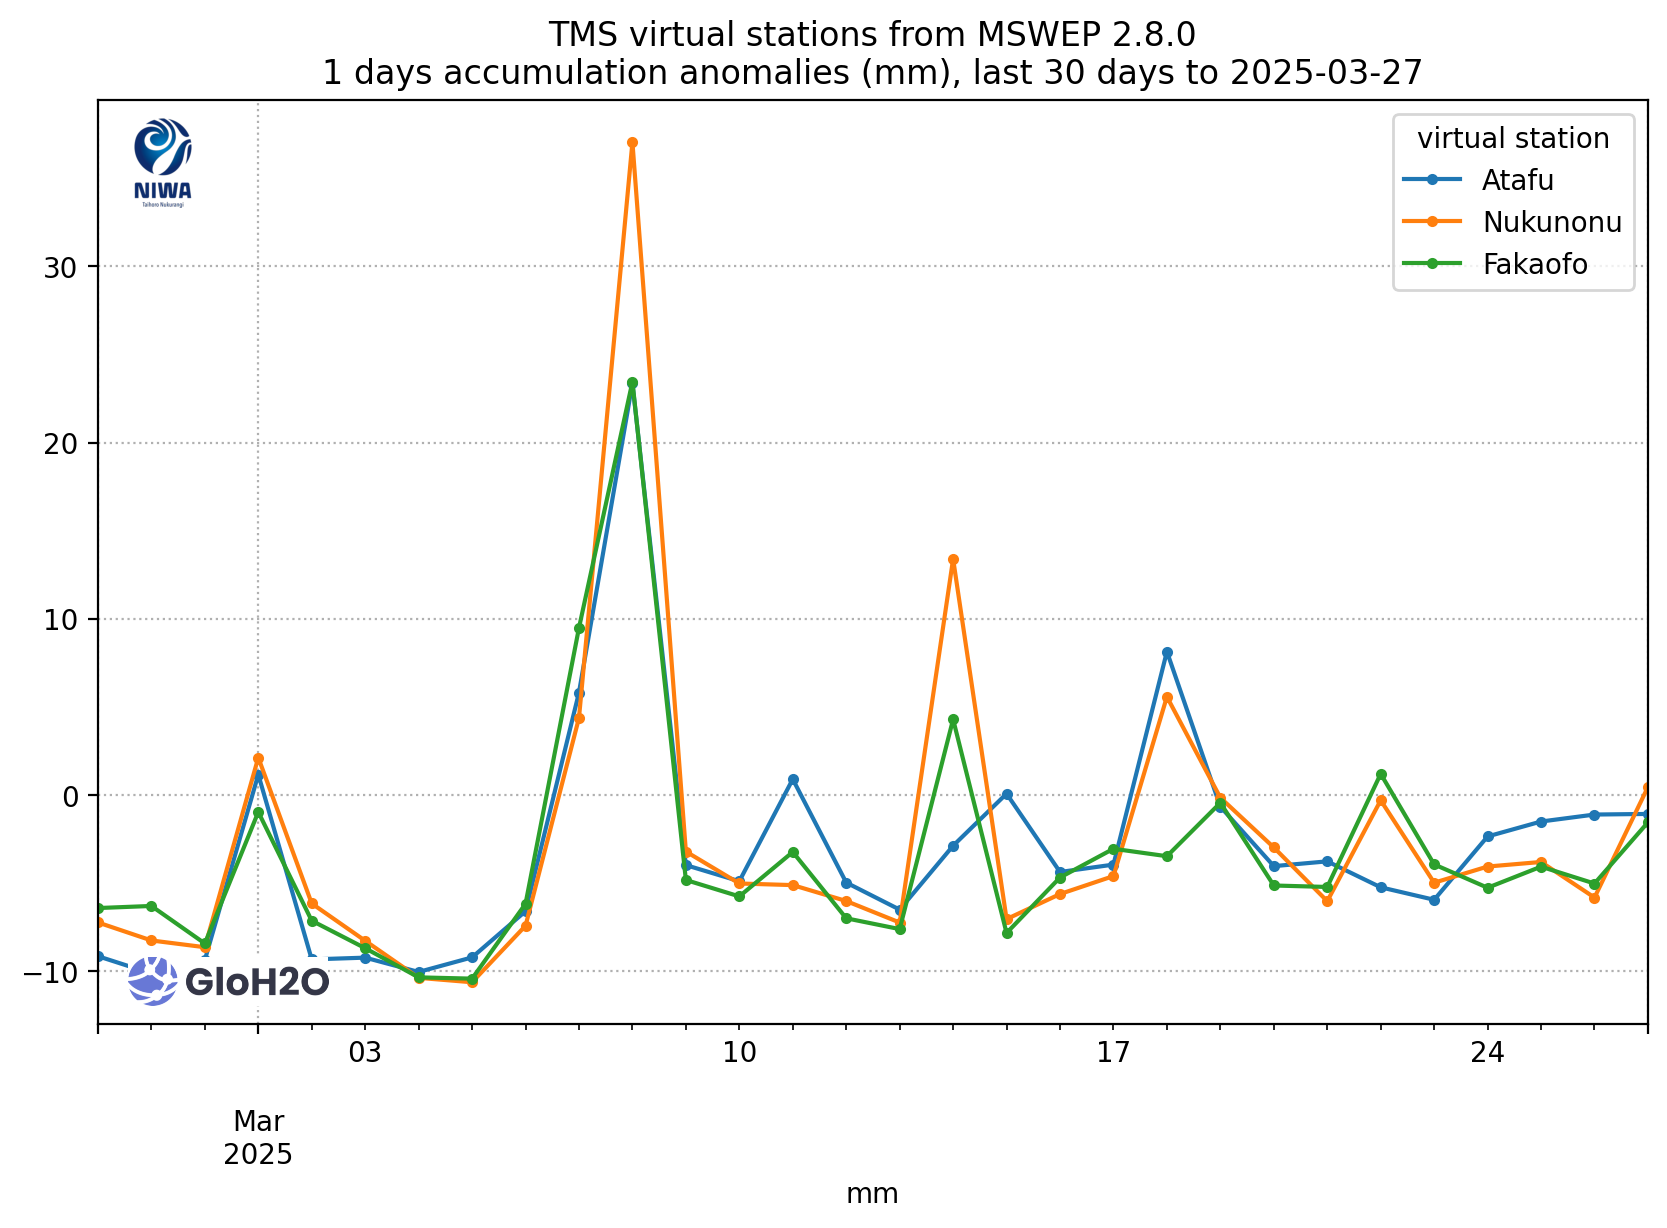 TMS virtual stations from MSWEP 2.8.0
1 days accumulation anomalies (mm), last 30 days to 2025-03-27
NIWA
Taihoro Nukurangi
virtual station
Atafu
Nukunonu
Fakaofo
30
20
10
0
−10
GloH2O
03
10
17
24
Mar
2025
mm